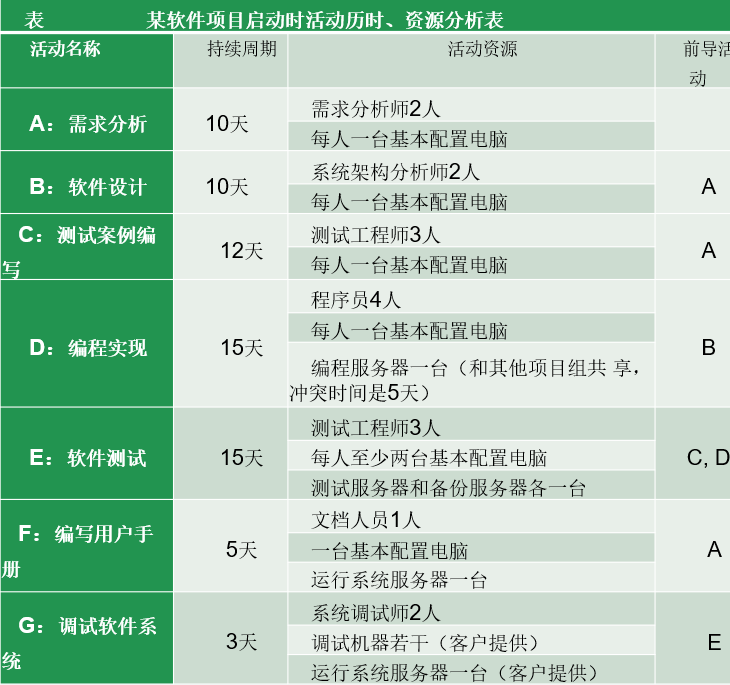 表 某软件项目启动时活动历时、资源分析表
活动名称 持续周期 活动资源 前导活
动
A：需求分析 10天 需求分析师2人
每人一台基本配置电脑
B：软件设计 10天 系统架构分析师2人
每人一台基本配置电脑 A
C：测试案例编
写 12天 测试工程师3人
每人一台基本配置电脑 A
D：编程实现 15天 程序员4人
每人一台基本配置电脑
编程服务器一台（和其他项目组共 享，
冲突时间是5天） B
E：软件测试 15天 测试工程师3人
每人至少两台基本配置电脑
测试服务器和备份服务器各一台 C, D
F：编写用户手
册 5天 文档人员1人
一台基本配置电脑
运行系统服务器一台 A
G：调试软件系
统 3天 系统调试师2人
调试机器若干（客户提供）
运行系统服务器一台（客户提供） E